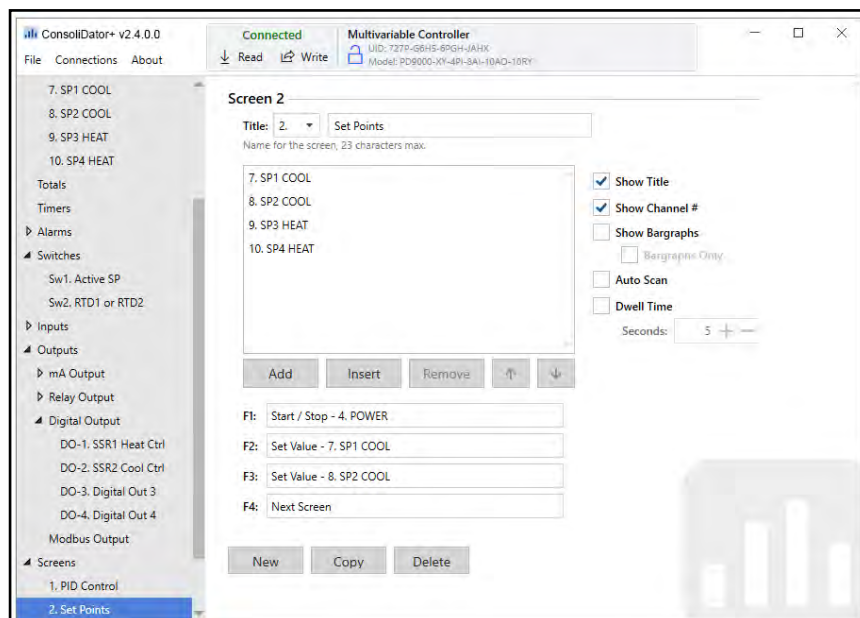 ConsoliDator+ v2.4.0.0
File Connections About
Connected
Read Write
Multivariable Controller
UID: 727P-G6HS-6PGH-JAHX
Model: PD9000-XY-4PI-8AI-10AO-10RY
7. SP1 COOL
8. SP2 COOL
9. SP3 HEAT
10. SP4 HEAT
Totals
Timers
Alarms
Switches
Sw1. Active SP
Sw2. RTD1 or RTD2
Inputs
Outputs
mA Output
Relay Output
Digital Output
DO-1. SSR1 Heat Ctrl
DO-2. SSR2 Cool Ctrl
DO-3. Digital Out 3
DO-4. Digital Out 4
Modbus Output
Screens
1. PID Control
2. Set Points
Screen 2
Title: 2. Set Points
Name for the screen, 23 characters max.
7. SP1 COOL
8. SP2 COOL
9. SP3 HEAT
10. SP4 HEAT
Show Title
Show Channel #
Show Bargraphs
Bargraphs Only
Auto Scan
Dwell Time
Seconds: 5
Add Insert Remove
F1: Start / Stop - 4. POWER
F2: Set Value - 7. SP1 COOL
F3: Set Value - 8. SP2 COOL
F4: Next Screen
New Copy Delete